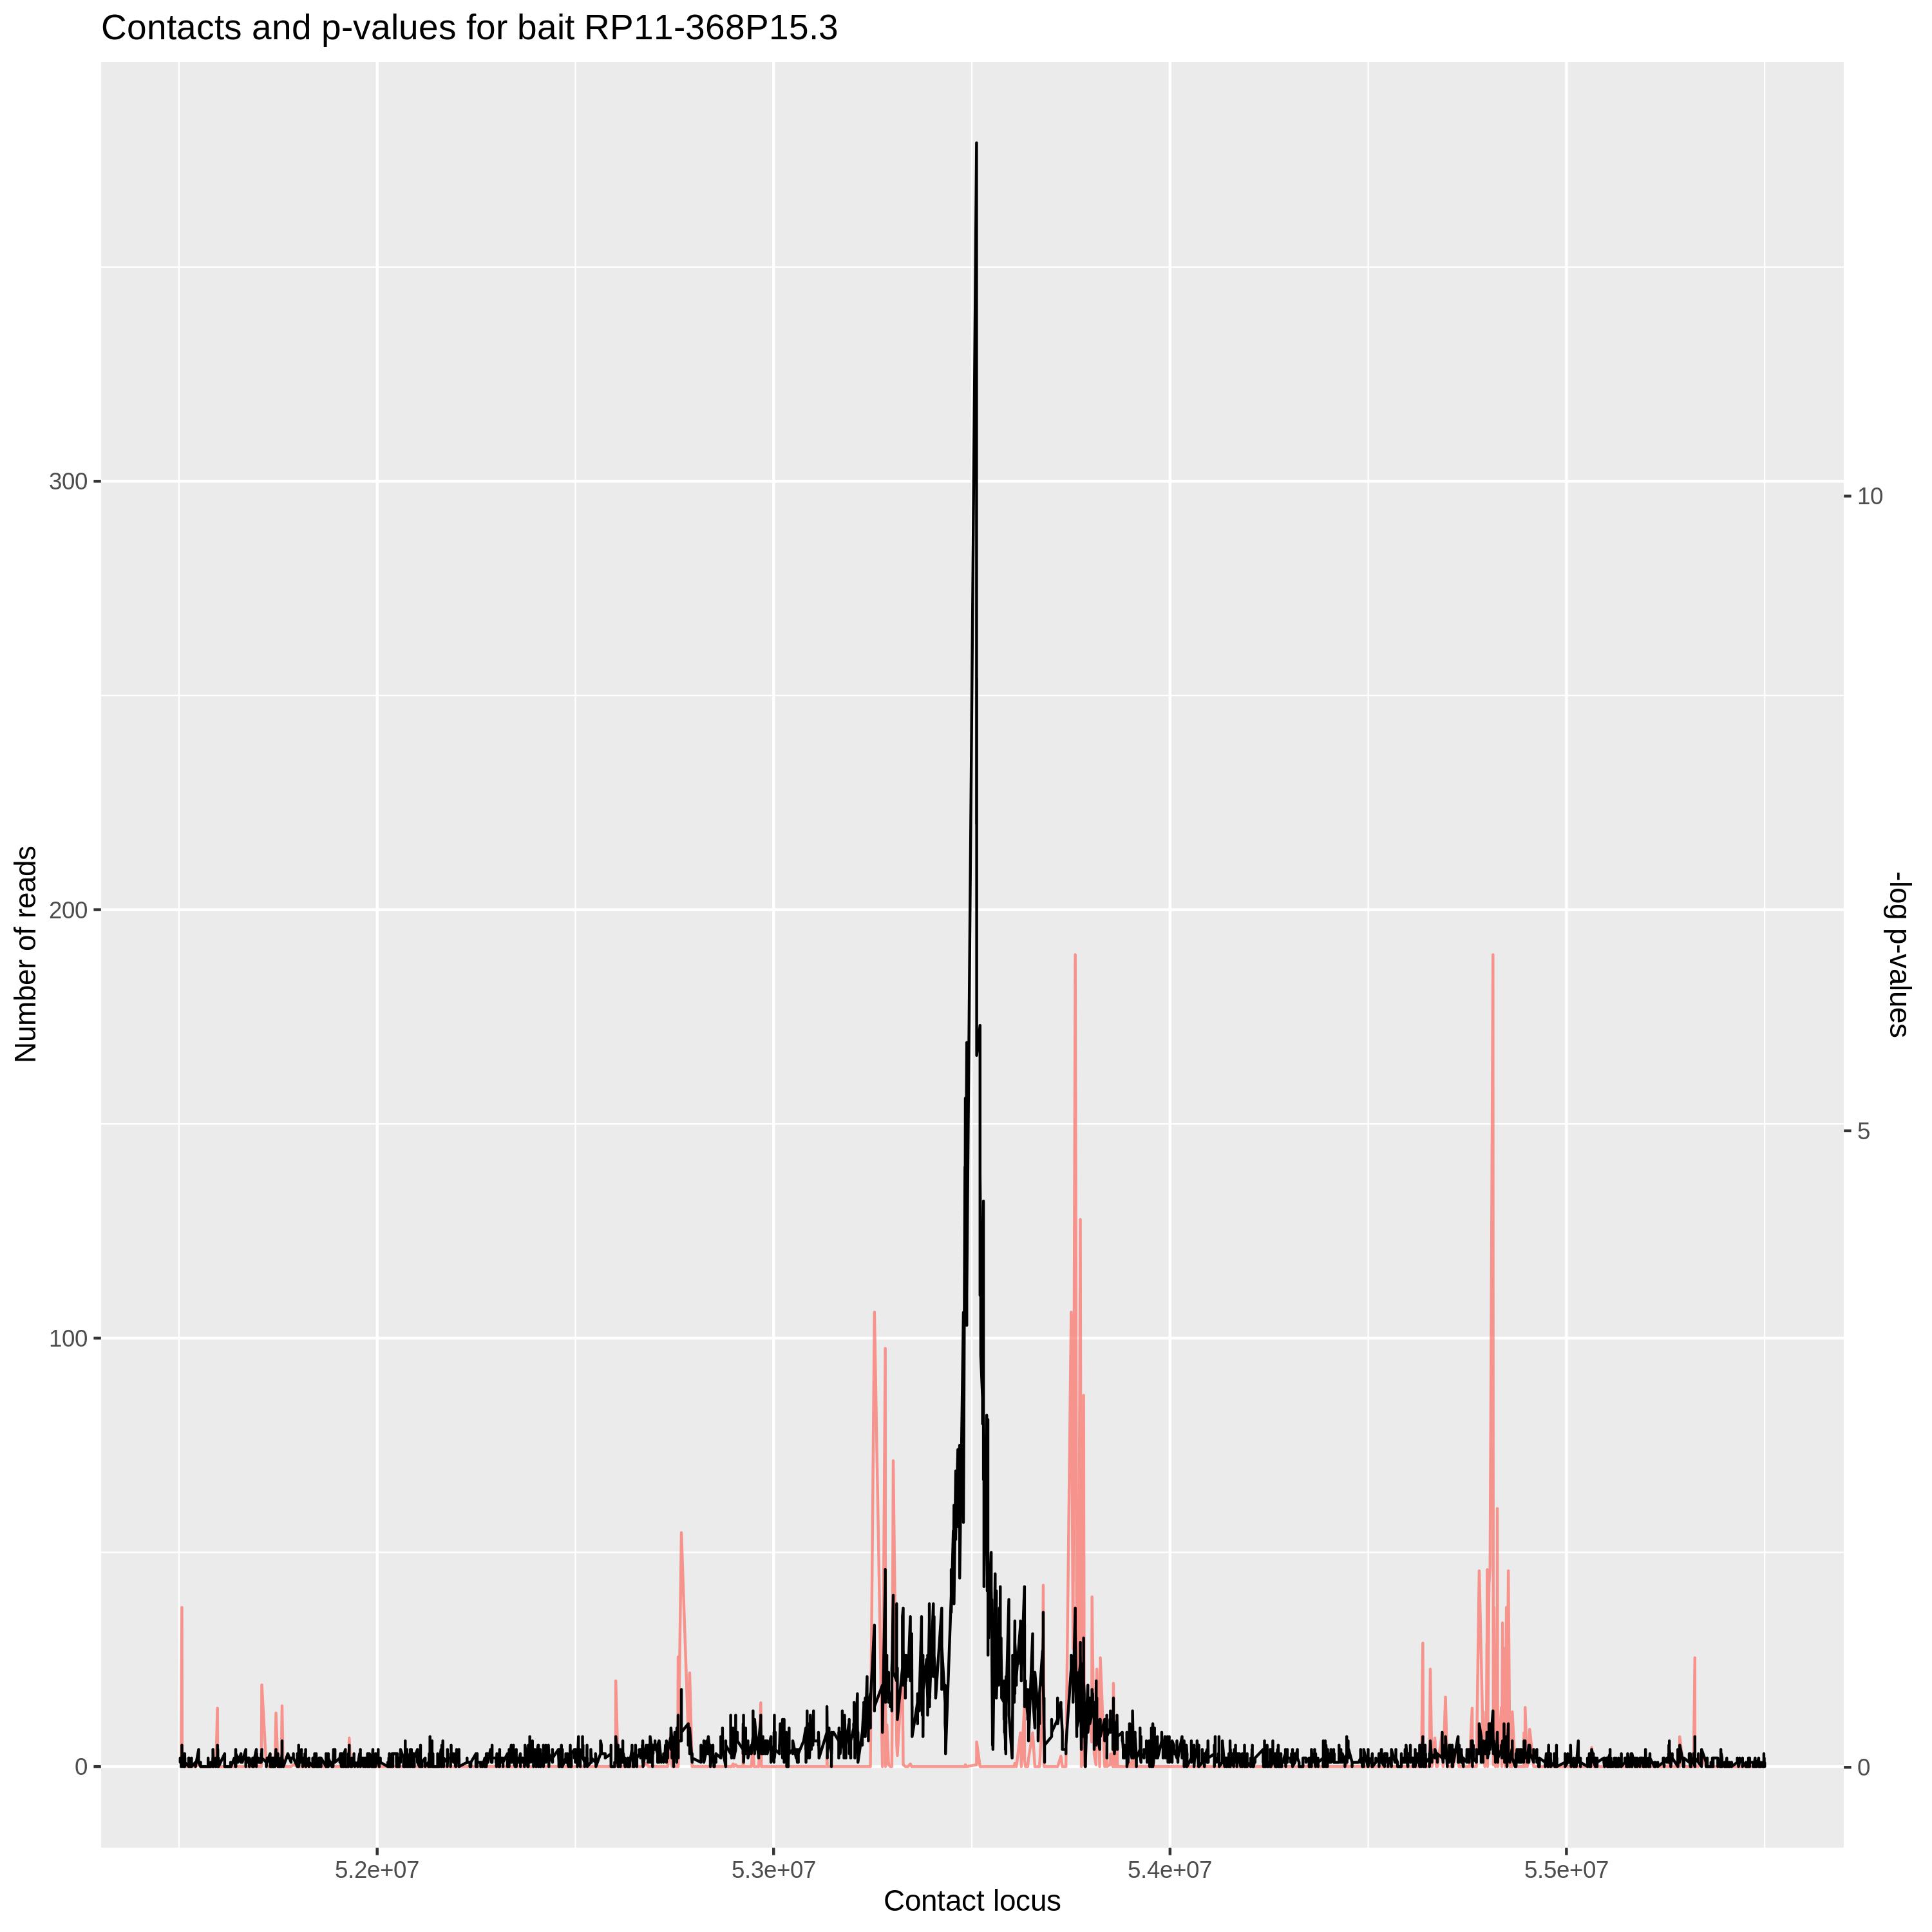 Contacts and p-values for bait RP11-368P15.3
Number of reads
300
200
100
0
10
5
0
-log p-values
5.2e+07
5.3e+07
5.4e+07
5.5e+07
Contact locus